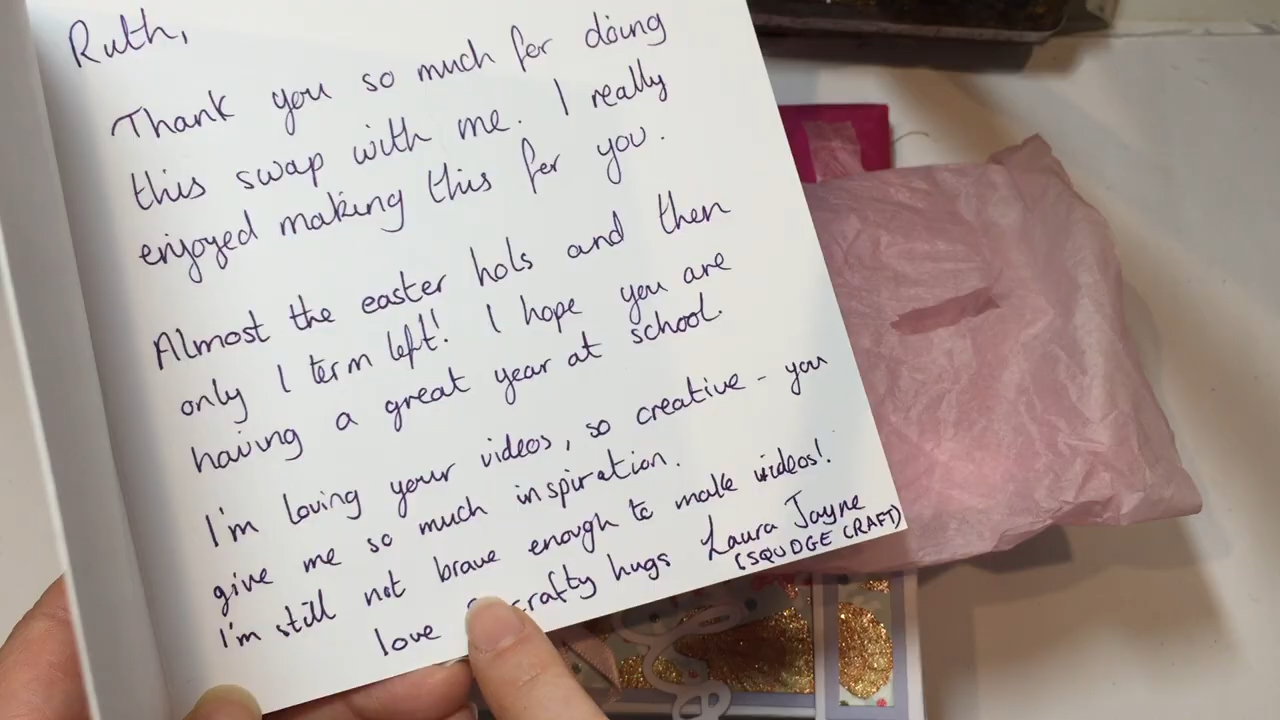 Ruth,
Thank you so much for doing
this swap with me. I really
enjoyed making this for you.
Almost the easter hols and then
only 1 term left! I hope you are
having a great year at school.
I'm loving your videos, so creative - you
give me so much inspiration.
I'm still not brave enough to make videos!
love crafty hugs Laura Jayne
(SQUDGE CRAFT)